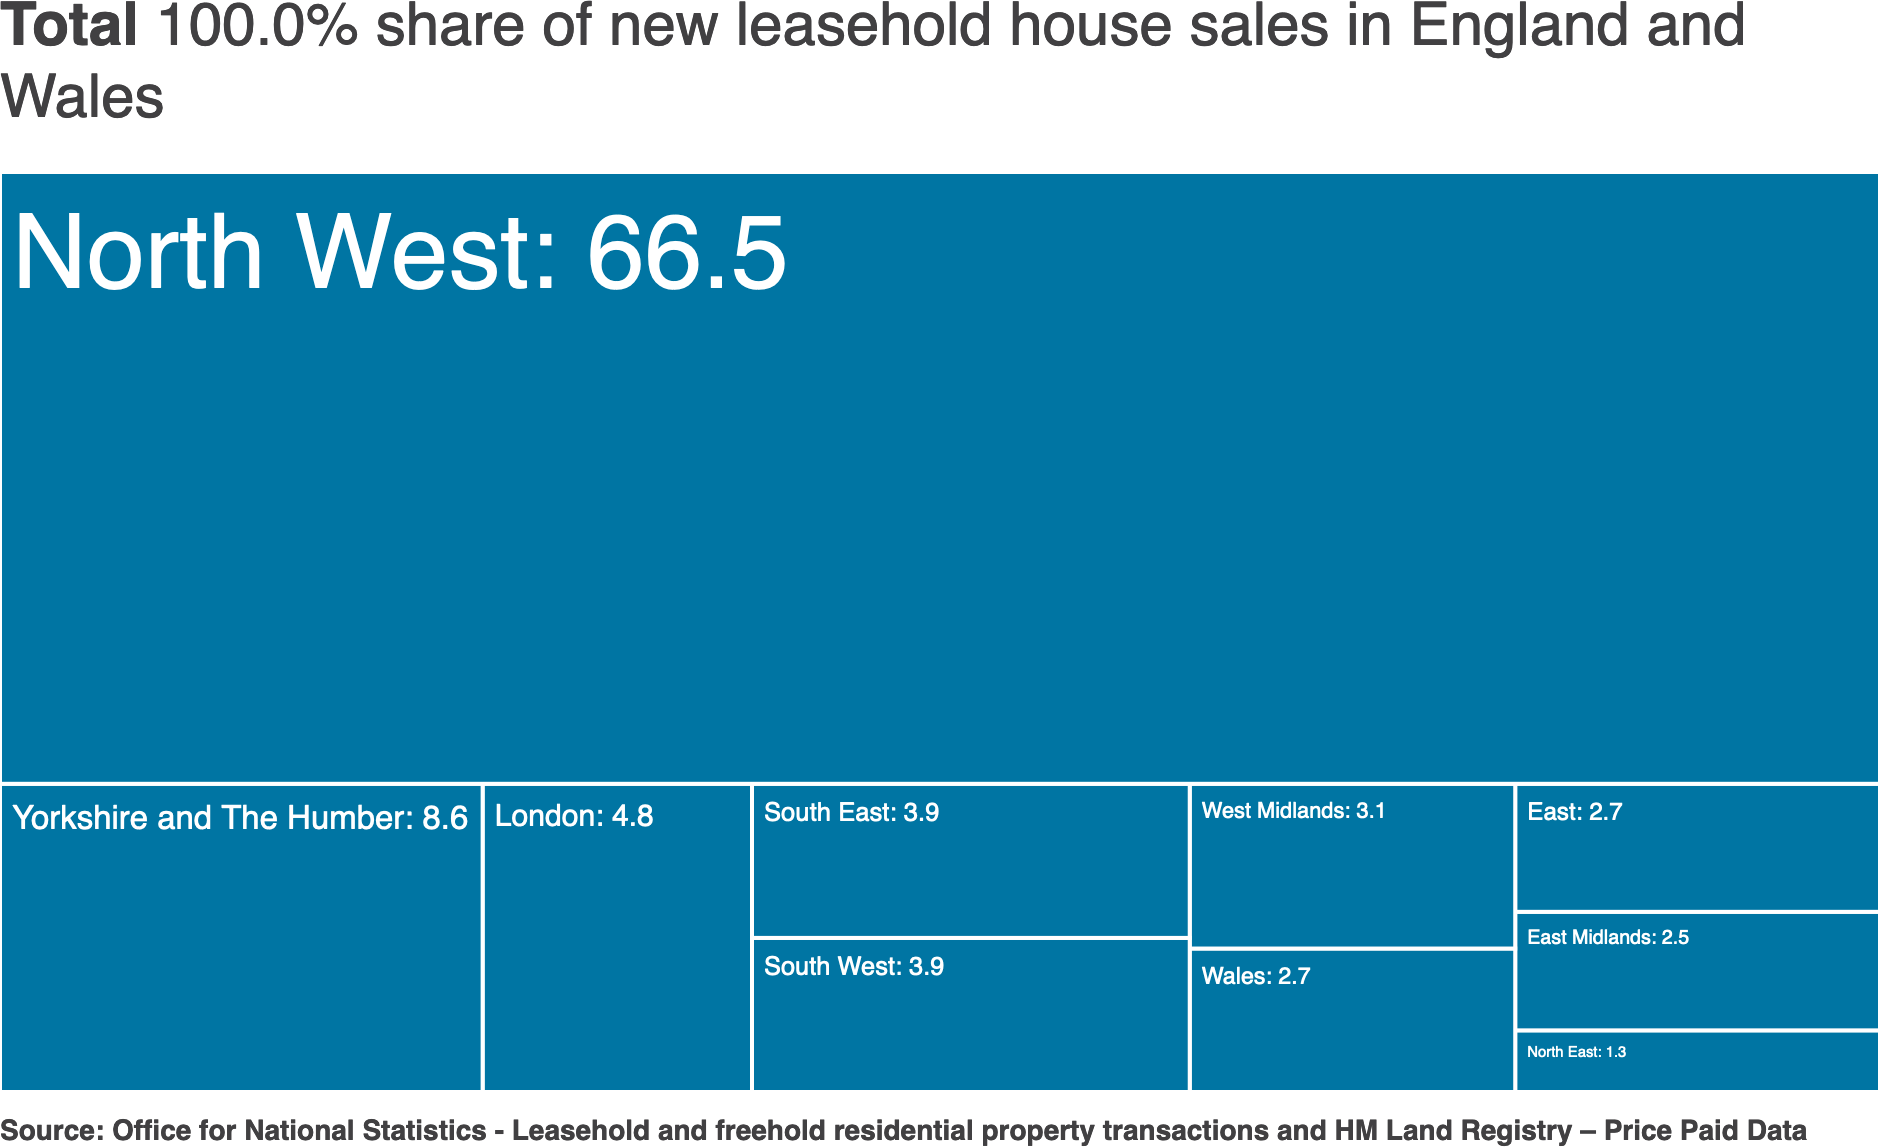 Total 100.0% share of new leasehold house sales in England and
Wales
North West: 66.5
Yorkshire and The Humber: 8.6
London: 4.8
South East: 3.9
South West: 3.9
West Midlands: 3.1
Wales: 2.7
East: 2.7
East Midlands: 2.5
North East: 1.3
Source: Office for National Statistics - Leasehold and freehold residential property transactions and HM Land Registry – Price Paid Data